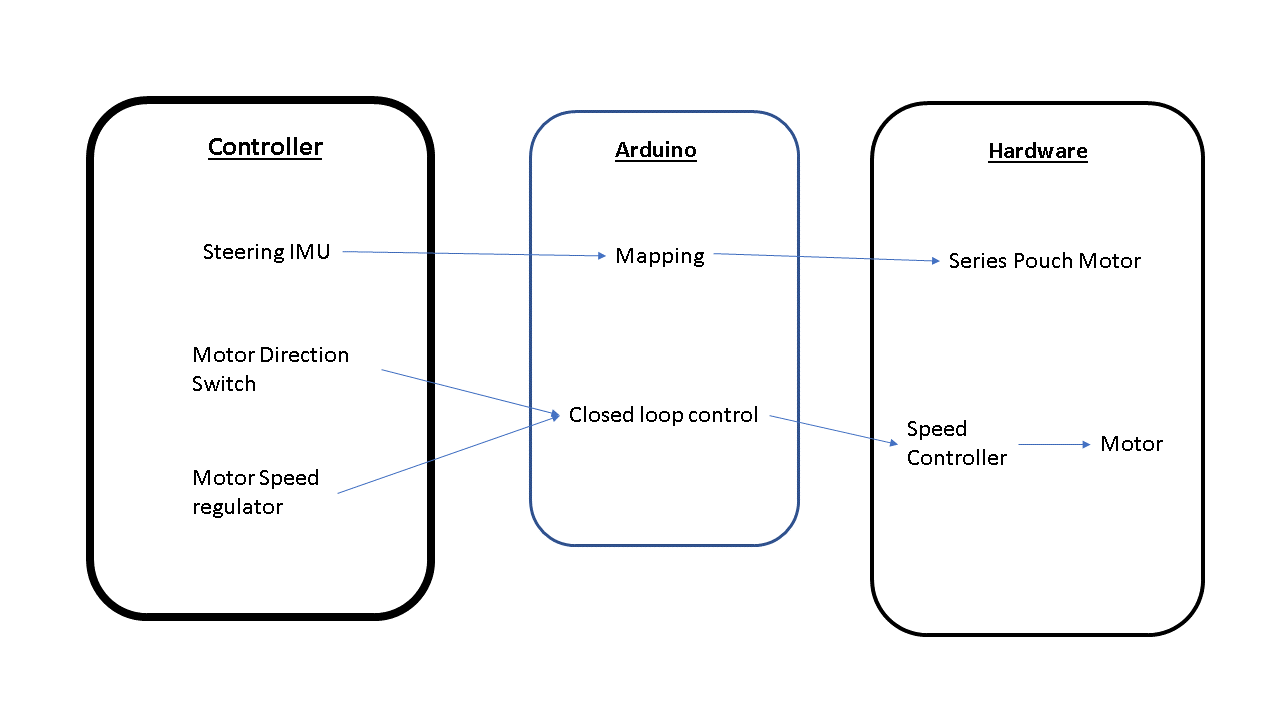 Controller
Steering IMU
Motor Direction
Switch
Motor Speed
regulator
Arduino
Mapping
Closed loop control
Hardware
Series Pouch Motor
Speed
Controller
Motor